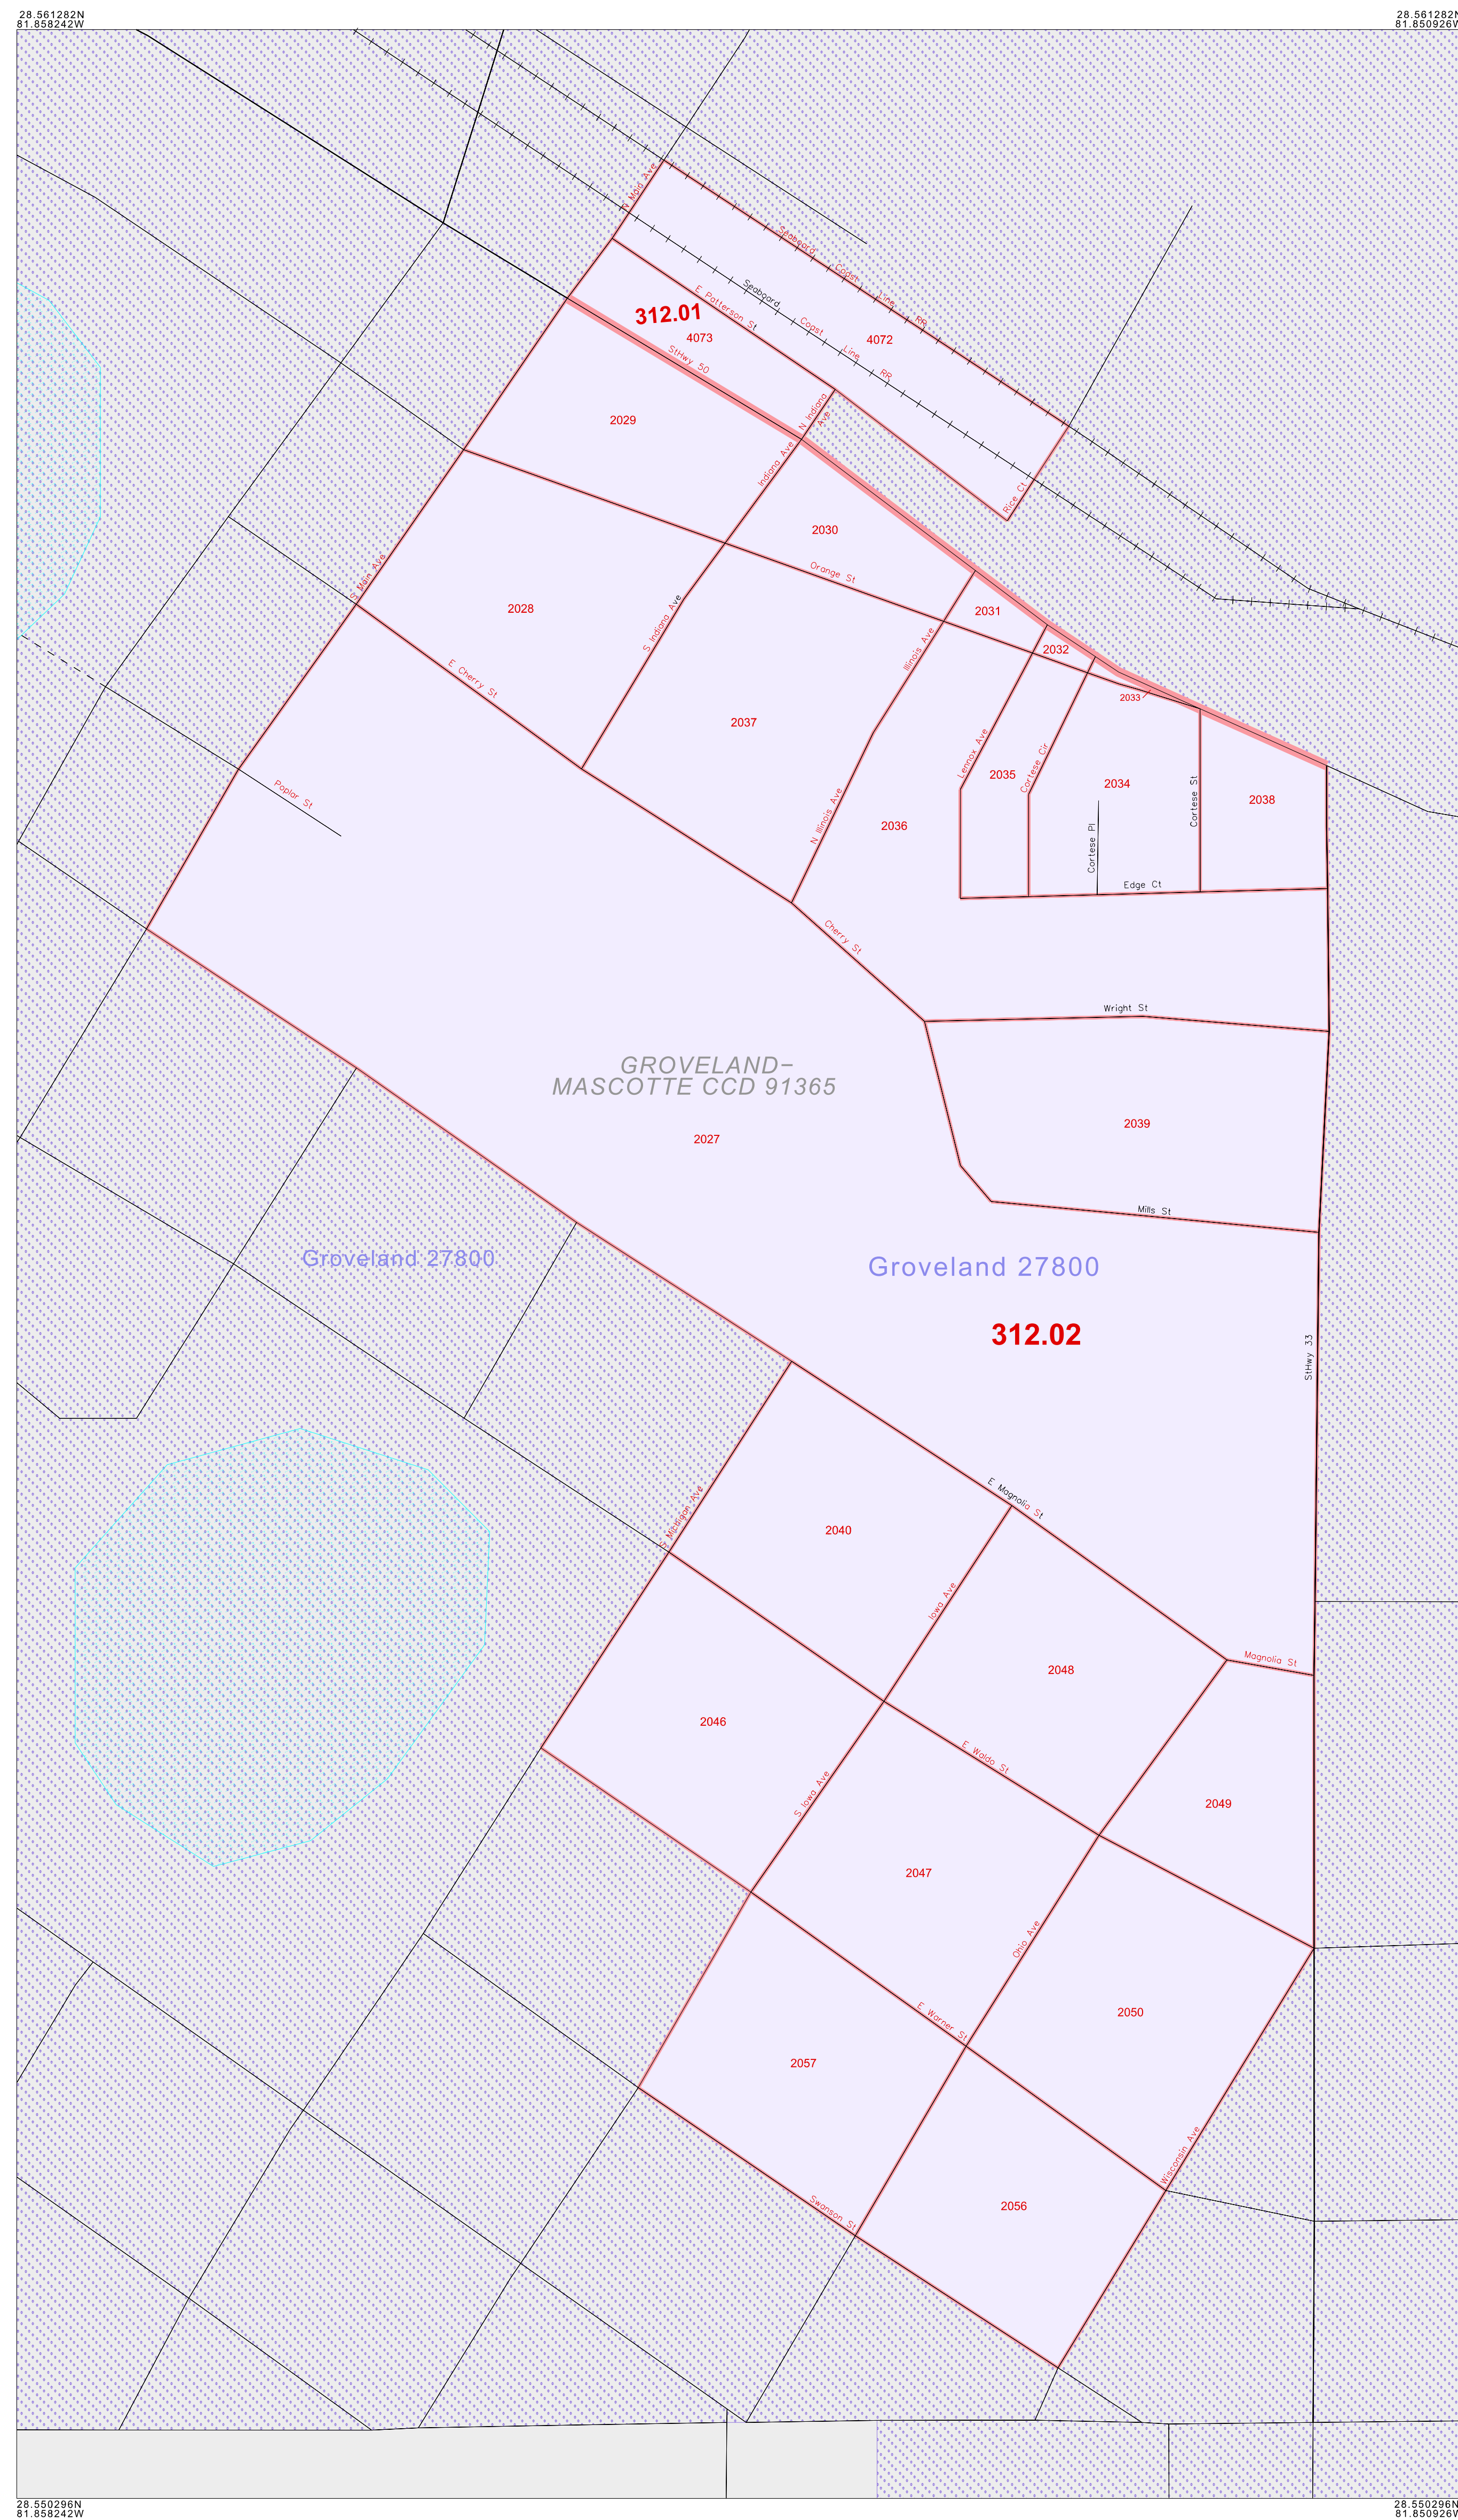 28.561282N
81.858242W
28.561282N
81.850926W
N Main Ave
Seaboard Coast Line RR
Seaboard Coast Line RR
E Patterson St
312.01
4073
4072
StHwy 50
N Indiana Ave
2029
Indiana Ave
Rice Ct
2030
Orange St
S Main Ave
2028
S Indiana Ave
2031
Illinois Ave
2032
E Cherry St
2033
2037
Lennox Ave
Cortese Cir
2035
2034
Cortese St
2038
Poplar St
N Illinois Ave
2036
Cortese Pl
Edge Ct
Cherry St
Wright St
GROVELAND-
MASCOTTE CCD 91365
2039
2027
Mills St
Groveland 27800
Groveland 27800
312.02
StHwy 33
E Magnolia St
S Michigan Ave
2040
Iowa Ave
Magnolia St
2048
2046
E Waldo St
S Iowa Ave
2049
2047
Ohio Ave
2050
E Warner St
2057
Wisconsin Ave
2056
Swanson St
28.550296N
81.858242W
28.550296N
81.850926W